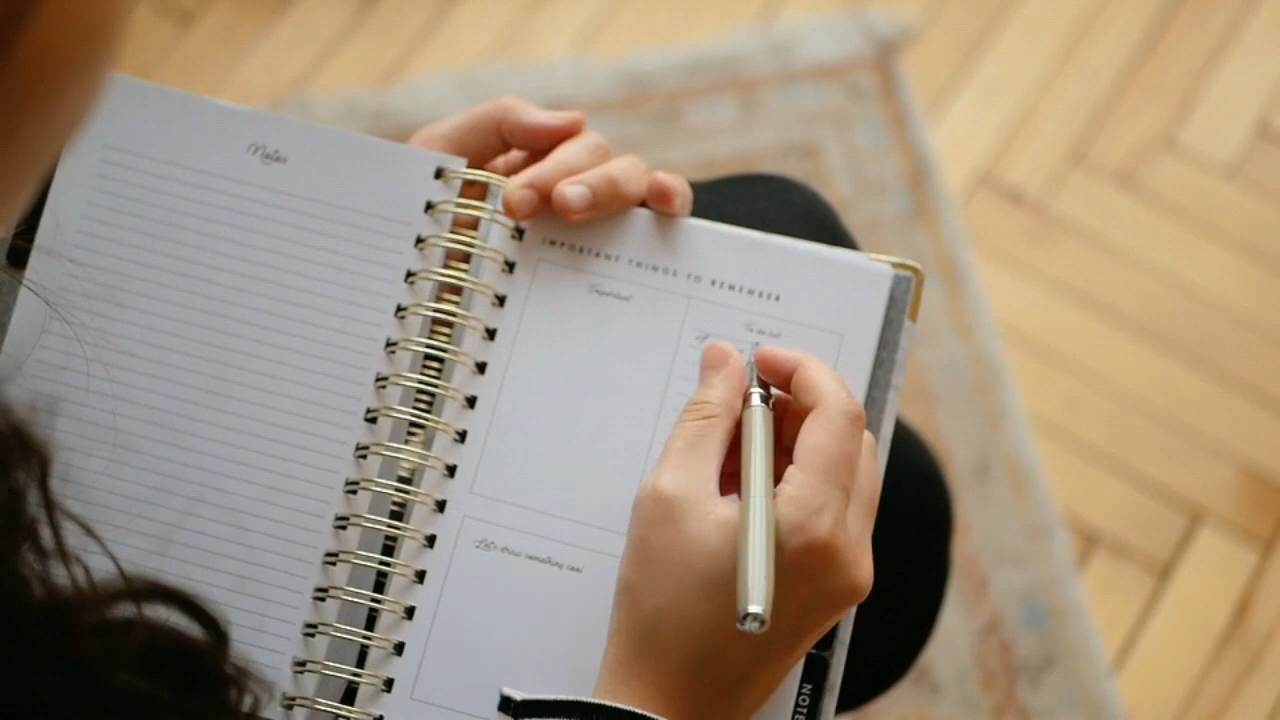 Notes
IMPORTANT THINGS TO REMEMBER
Important
To do list
Let's draw something cool
NOTE